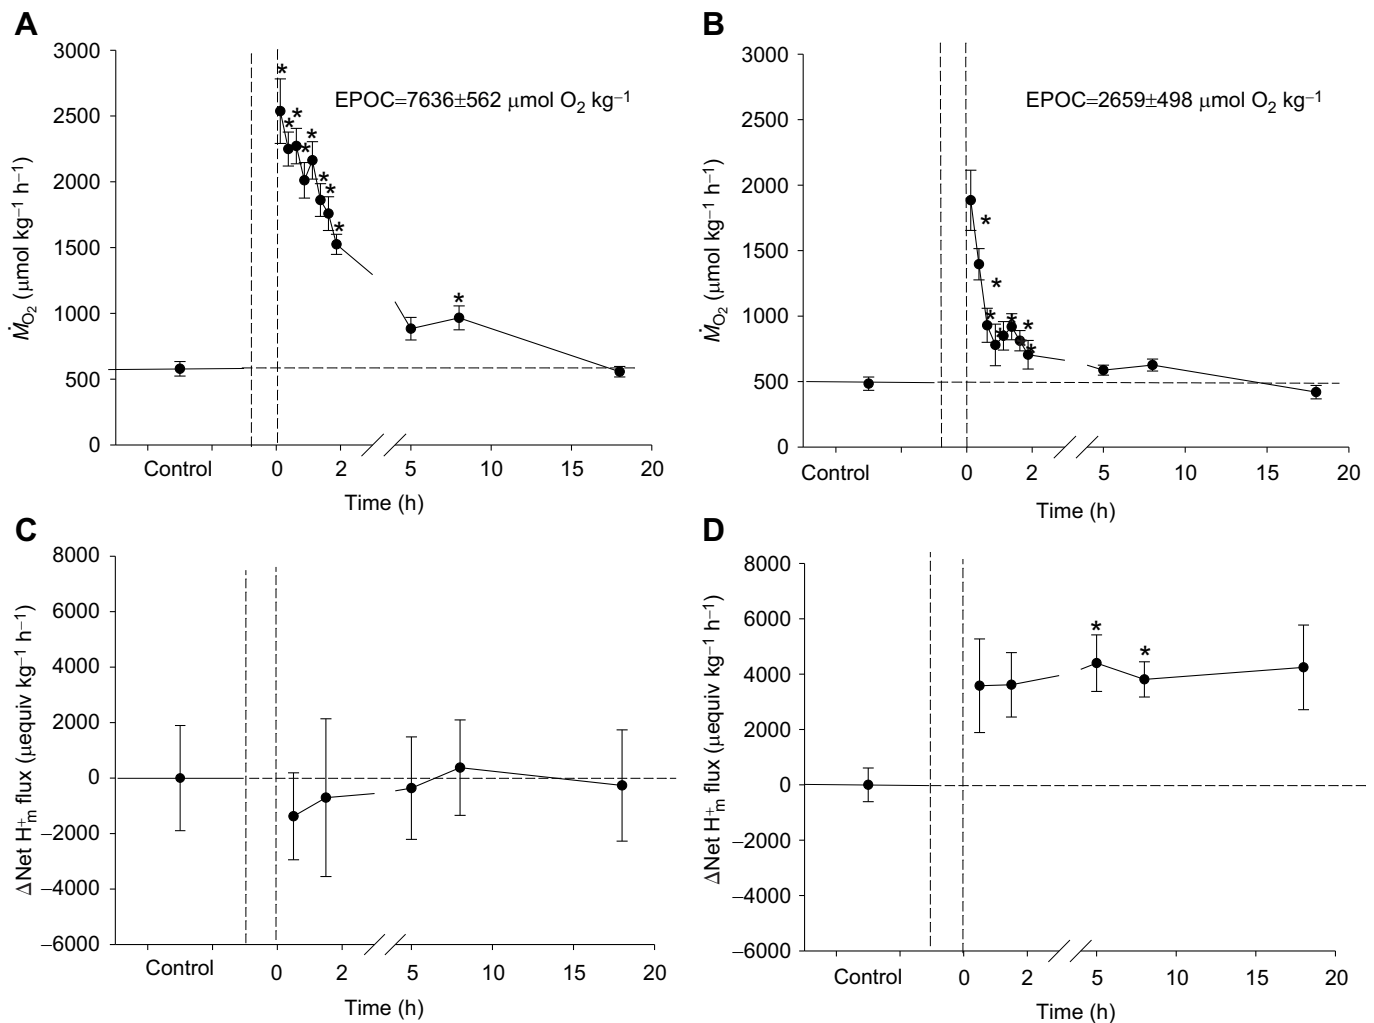 A
3000
2500
2000
1500
1000
500
0
ṀO2 (μmol kg–1 h–1)
EPOC=7636±562 μmol O2 kg–1
* * * * * * * * *
Control 0 2 5 10 15 20
Time (h)
B
3000
2500
2000
1500
1000
500
0
ṀO2 (μmol kg–1 h–1)
EPOC=2659±498 μmol O2 kg–1
* * * * * * *
Control 0 2 5 10 15 20
Time (h)
C
8000
6000
4000
2000
0
–2000
–4000
–6000
ΔNet H+m flux (μequiv kg–1 h–1)
Control 0 2 5 10 15 20
Time (h)
D
8000
6000
4000
2000
0
–2000
–4000
–6000
ΔNet H+m flux (μequiv kg–1 h–1)
* *
Control 0 2 5 10 15 20
Time (h)